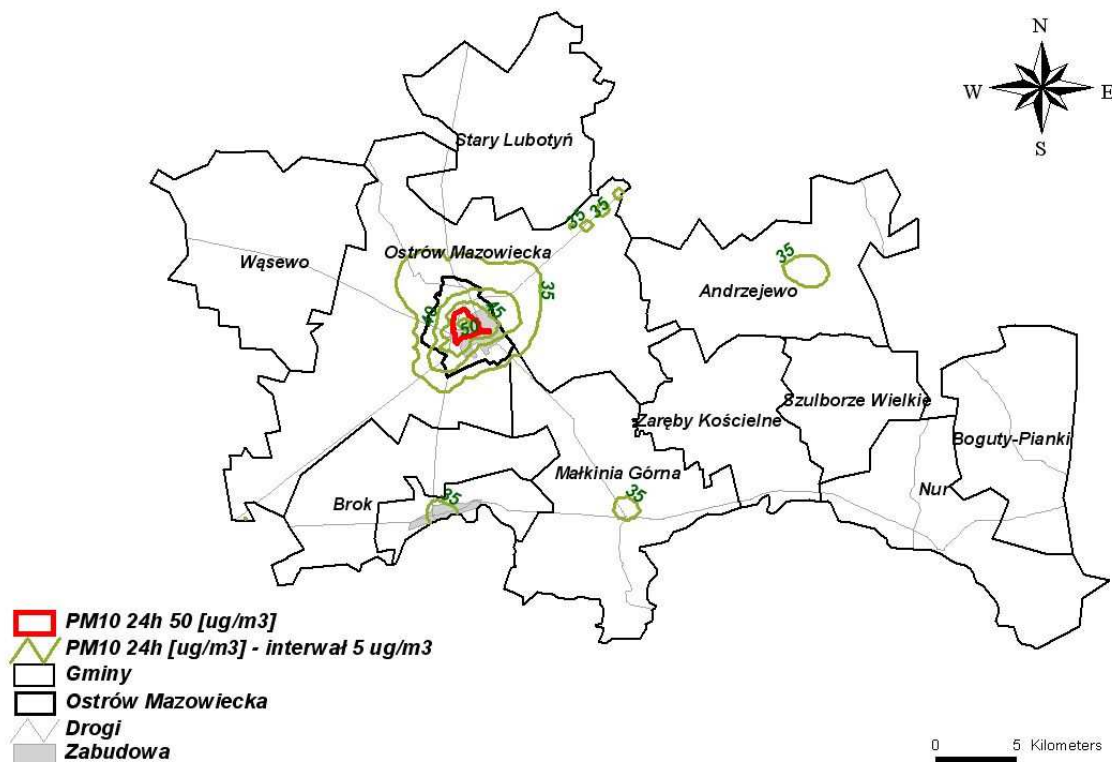 N
W E
S
Stary Lubotyń
35
35
Wąsewo
Ostrów Mazowiecka
35
35
Andrzejewo
40
45
50
Szulborze Wielkie
Zaręby Kościelne
Boguty-Pianki
Małkinia Górna
Nur
Brok
35
35
PM10 24h 50 [ug/m3]
PM10 24h [ug/m3] - interwał 5 ug/m3
Gminy
Ostrów Mazowiecka
Drogi
Zabudowa
0 5 Kilometers